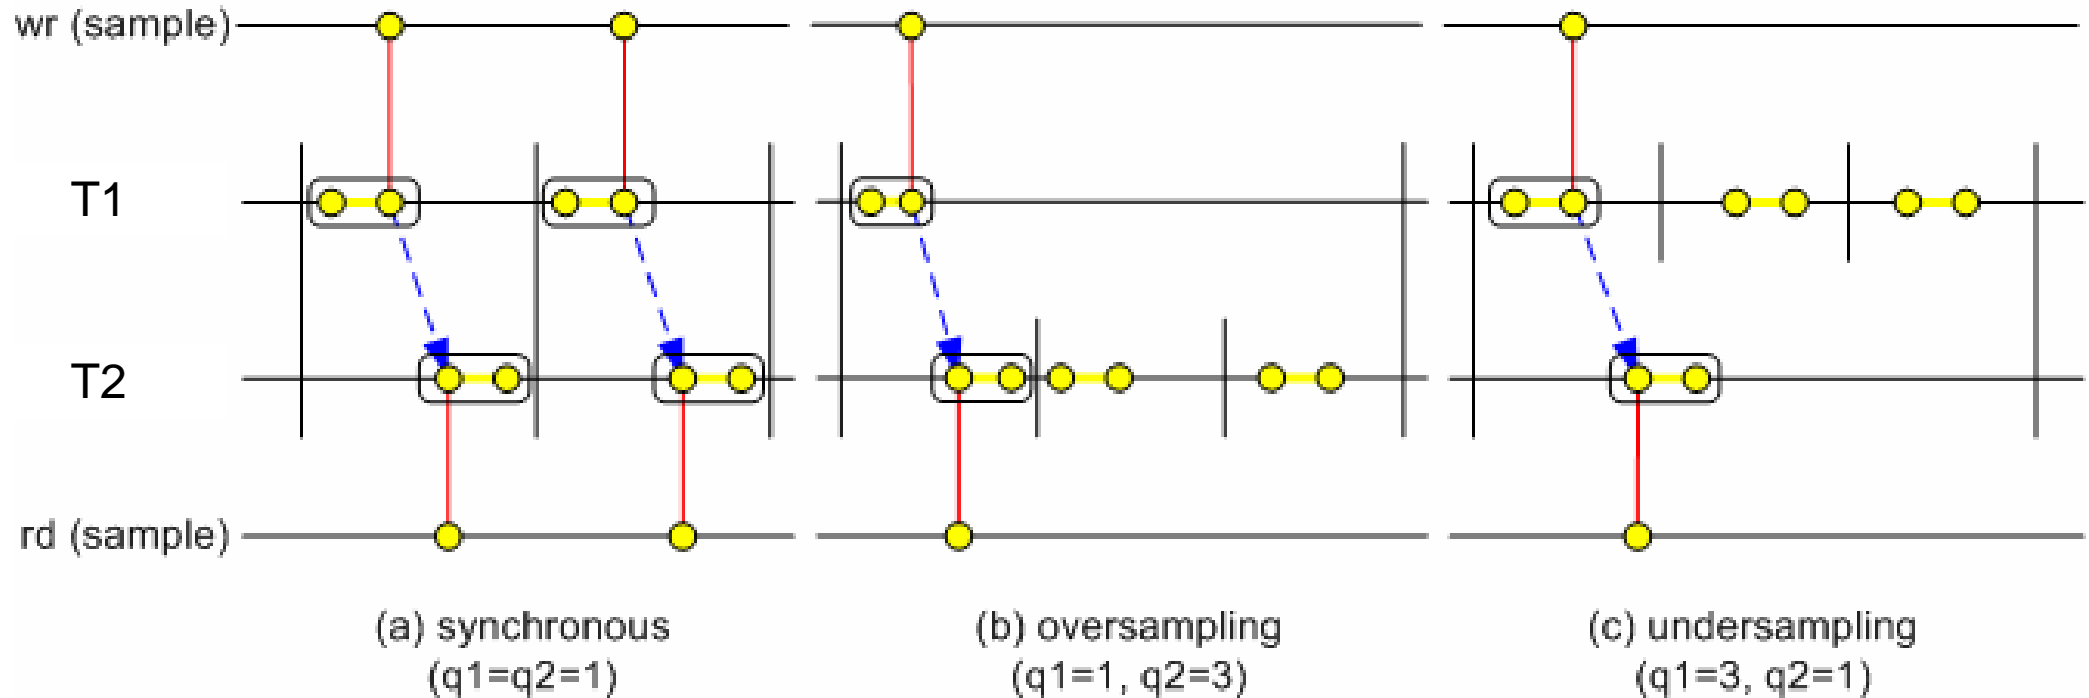 wr (sample)
T1
T2
rd (sample)
(a) synchronous
(q1=q2=1)
(b) oversampling
(q1=1, q2=3)
(c) undersampling
(q1=3, q2=1)